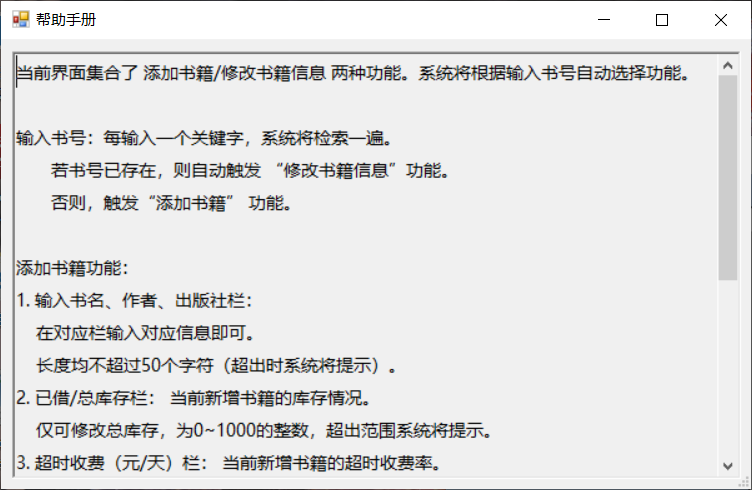 帮助手册
当前界面集合了 添加书籍/修改书籍信息 两种功能。系统将根据输入书号自动选择功能。
输入书号：每输入一个关键字，系统将检索一遍。
若书号已存在，则自动触发 “修改书籍信息”功能。
否则，触发“添加书籍” 功能。
添加书籍功能：
1. 输入书名、作者、出版社栏：
在对应栏输入对应信息即可。
长度均不超过50个字符（超出时系统将提示）。
2. 已借/总库存栏： 当前新增书籍的库存情况。
仅可修改总库存，为0~1000的整数，超出范围系统将提示。
3. 超时收费（元/天）栏： 当前新增书籍的超时收费率。